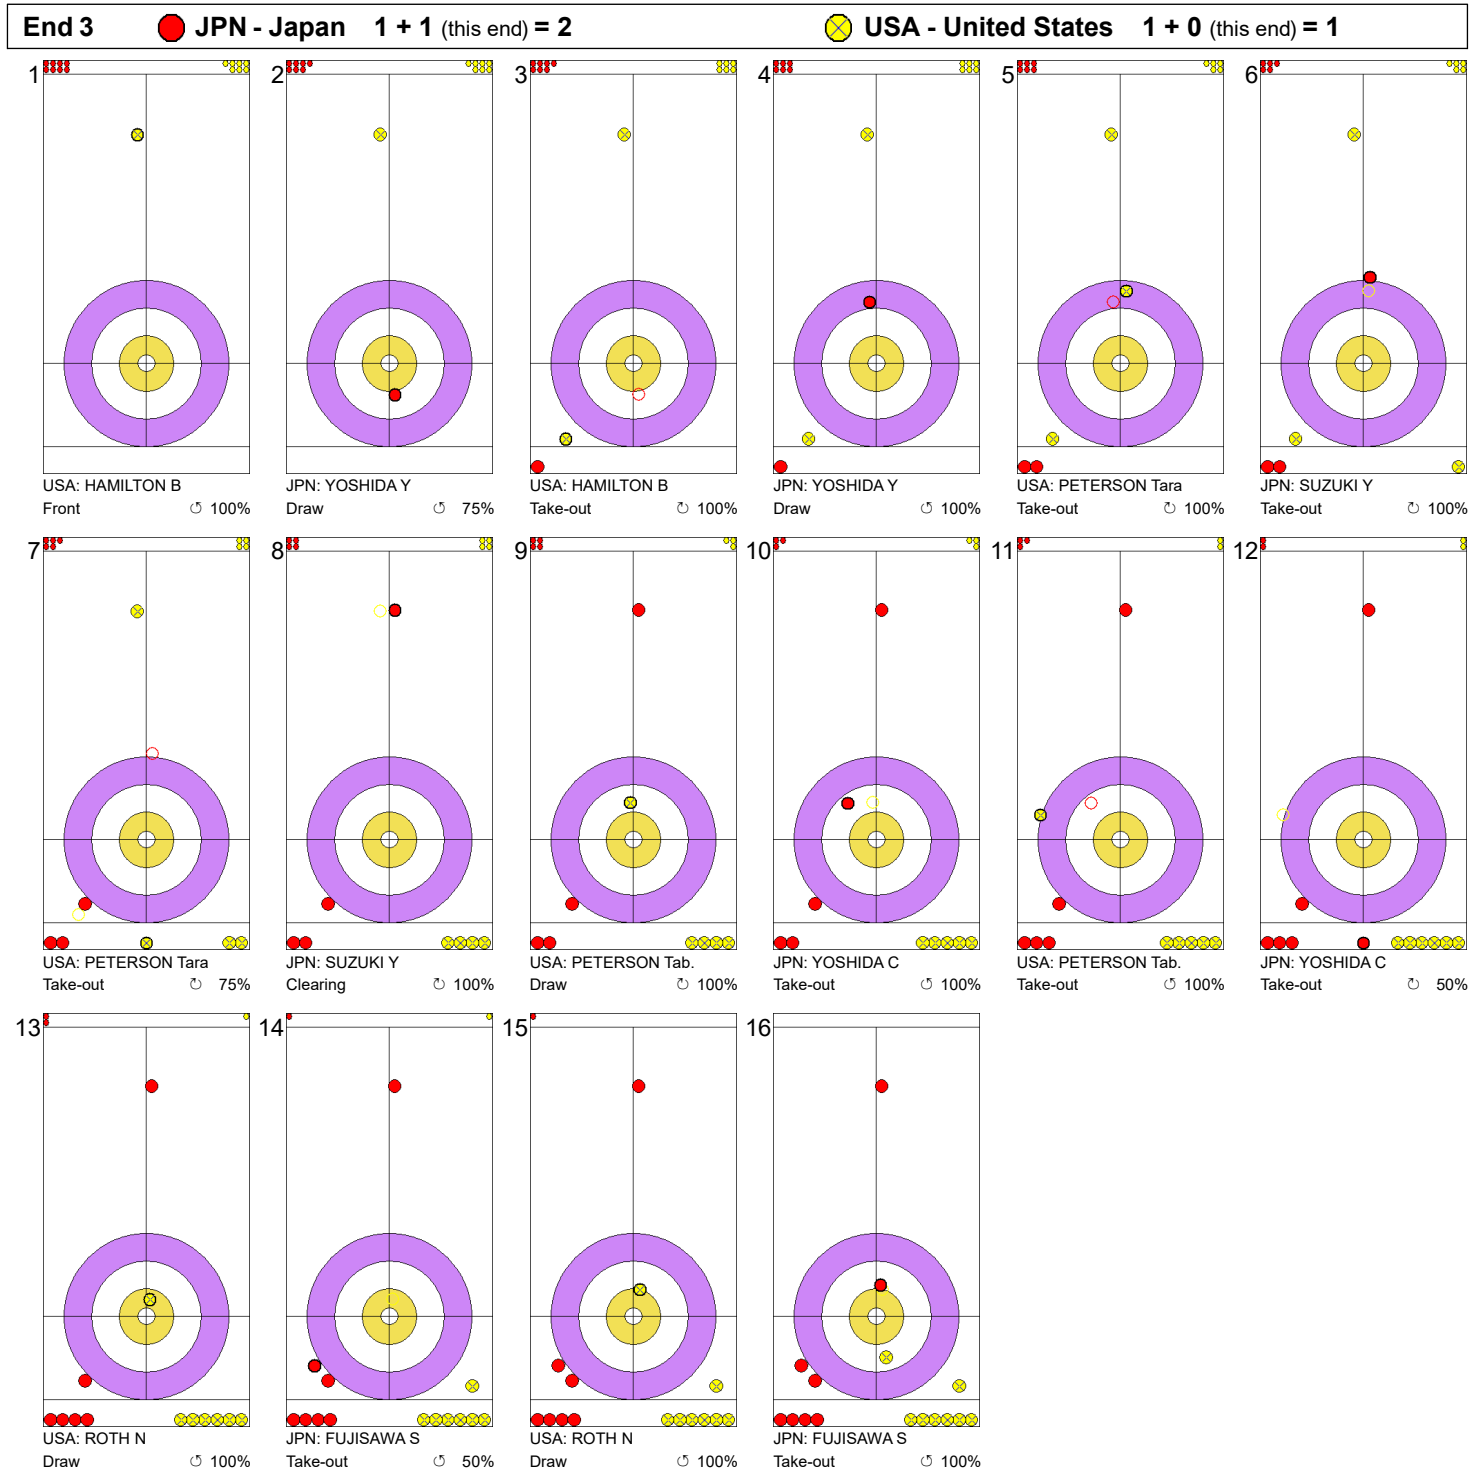 End 3 JPN - Japan 1 + 1 (this end) = 2 USA - United States 1 + 0 (this end) = 1
1 2 3 4 5 6
USA: HAMILTON B JPN: YOSHIDA Y USA: HAMILTON B JPN: YOSHIDA Y USA: PETERSON Tara JPN: SUZUKI Y
Front ↺ 100% Draw ↺ 75% Take-out ↻ 100% Draw ↺ 100% Take-out ↻ 100% Take-out ↻ 100%
7 8 9 10 11 12
USA: PETERSON Tara JPN: SUZUKI Y USA: PETERSON Tab. JPN: YOSHIDA C USA: PETERSON Tab. JPN: YOSHIDA C
Take-out ↻ 75% Clearing ↻ 100% Draw ↻ 100% Take-out ↻ 100% Take-out ↻ 100% Take-out ↻ 50%
13 14 15 16
USA: ROTH N JPN: FUJISAWA S USA: ROTH N JPN: FUJISAWA S
Draw ↺ 100% Take-out ↺ 50% Draw ↺ 100% Take-out ↺ 100%